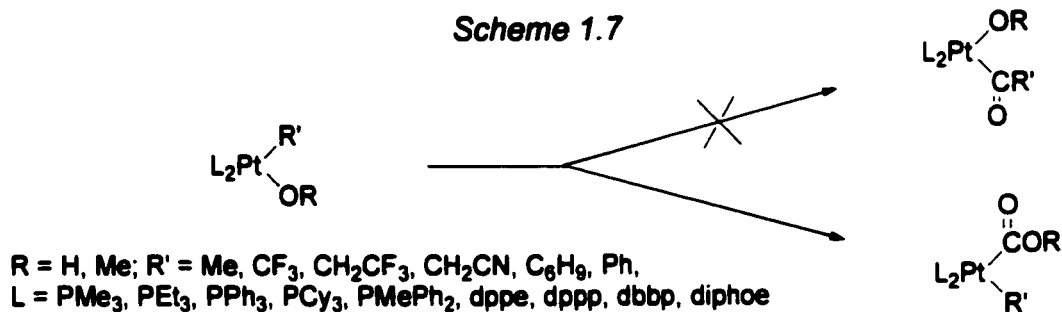 Scheme 1.7
OR
L₂Pt
CR'
O
R'
L₂Pt
OR
O
COR
L₂Pt
R'
R = H, Me; R' = Me, CF₃, CH₂CF₃, CH₂CN, C₆H₉, Ph,
L = PMe₃, PEt₃, PPh₃, PCy₃, PMePh₂, dppe, dppp, dbbp, diphoe